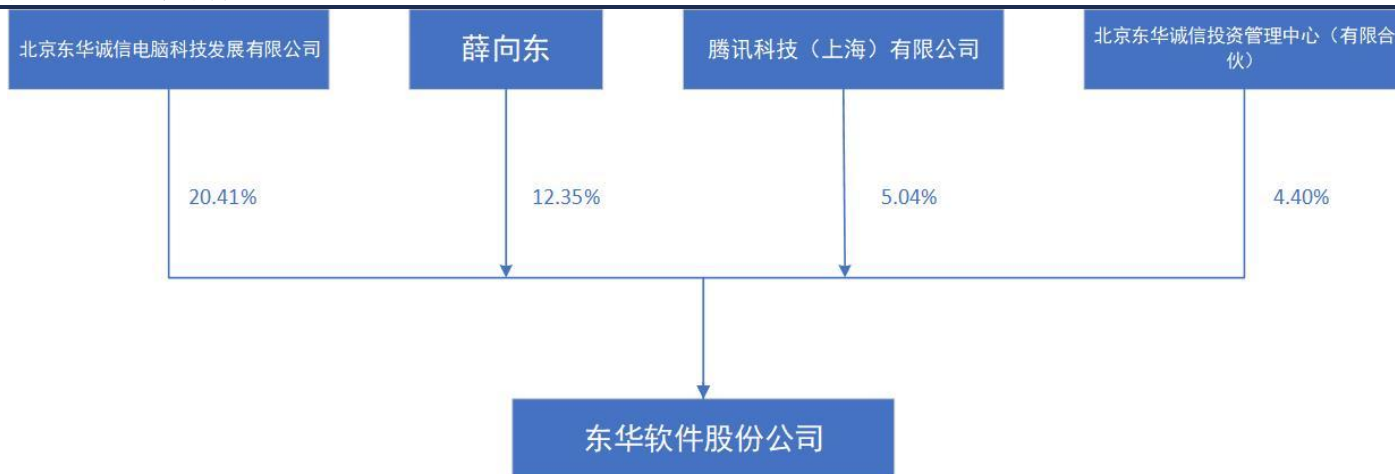 北京东华诚信电脑科技发展有限公司
薛向东
腾讯科技（上海）有限公司
北京东华诚信投资管理中心（有限合
伙）
20.41%
12.35%
5.04%
4.40%
东华软件股份公司